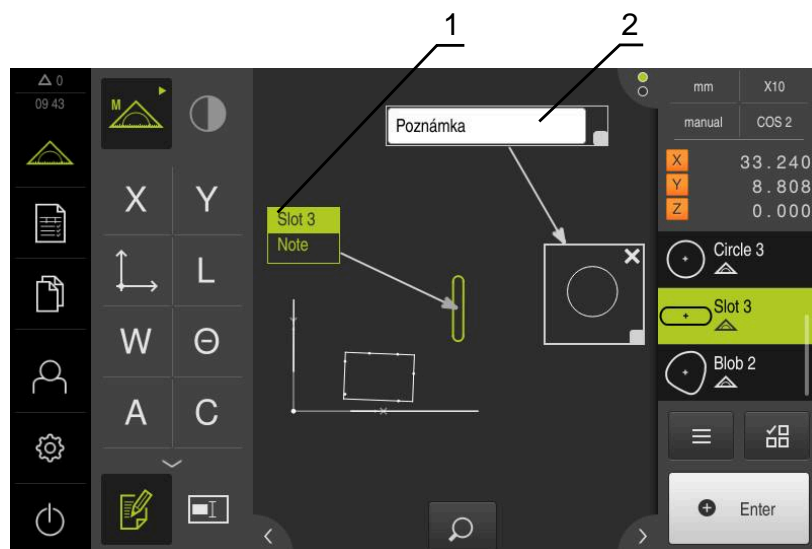 1
2
0
09 43
M
X
Y
L
W
Θ
A
C
Poznámka
Slot 3
Note
mm
X10
manual
COS 2
X
33.240
Y
8.808
Z
0.000
Circle 3
Slot 3
Blob 2
Enter